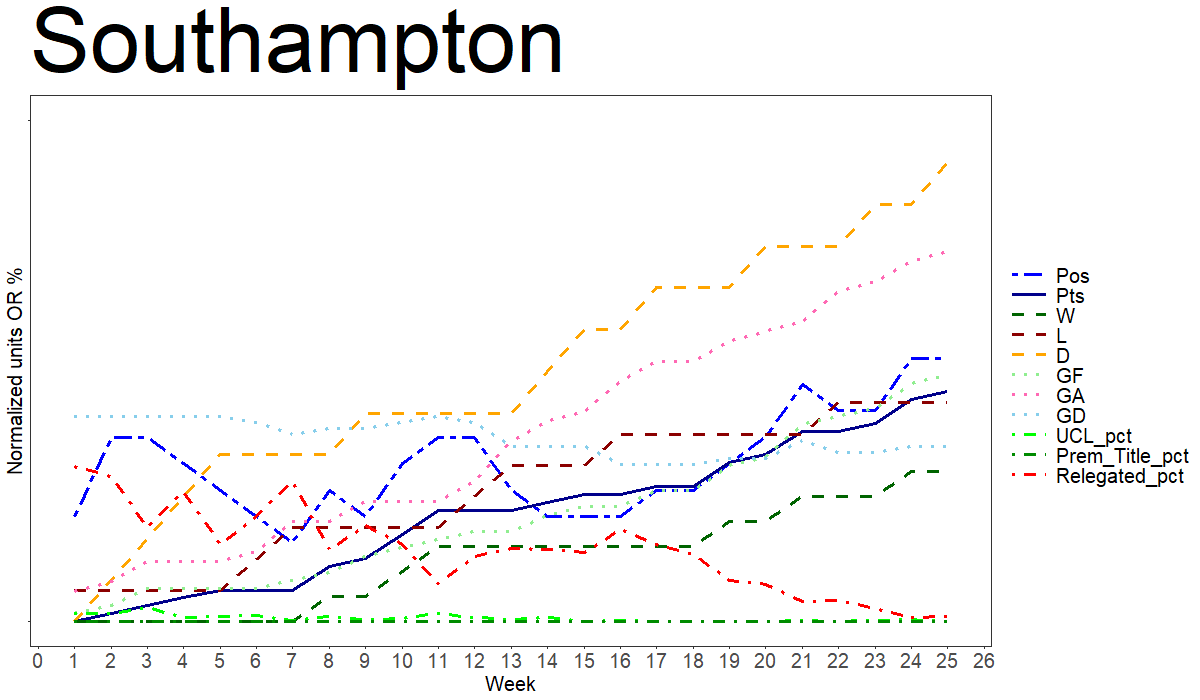 Southampton
Normalized units OR %
0 1 2 3 4 5 6 7 8 9 10 11 12 13 14 15 16 17 18 19 20 21 22 23 24 25 26
Week
Pos
Pts
W
L
D
GF
GA
GD
UCL_pct
Prem_Title_pct
Relegated_pct